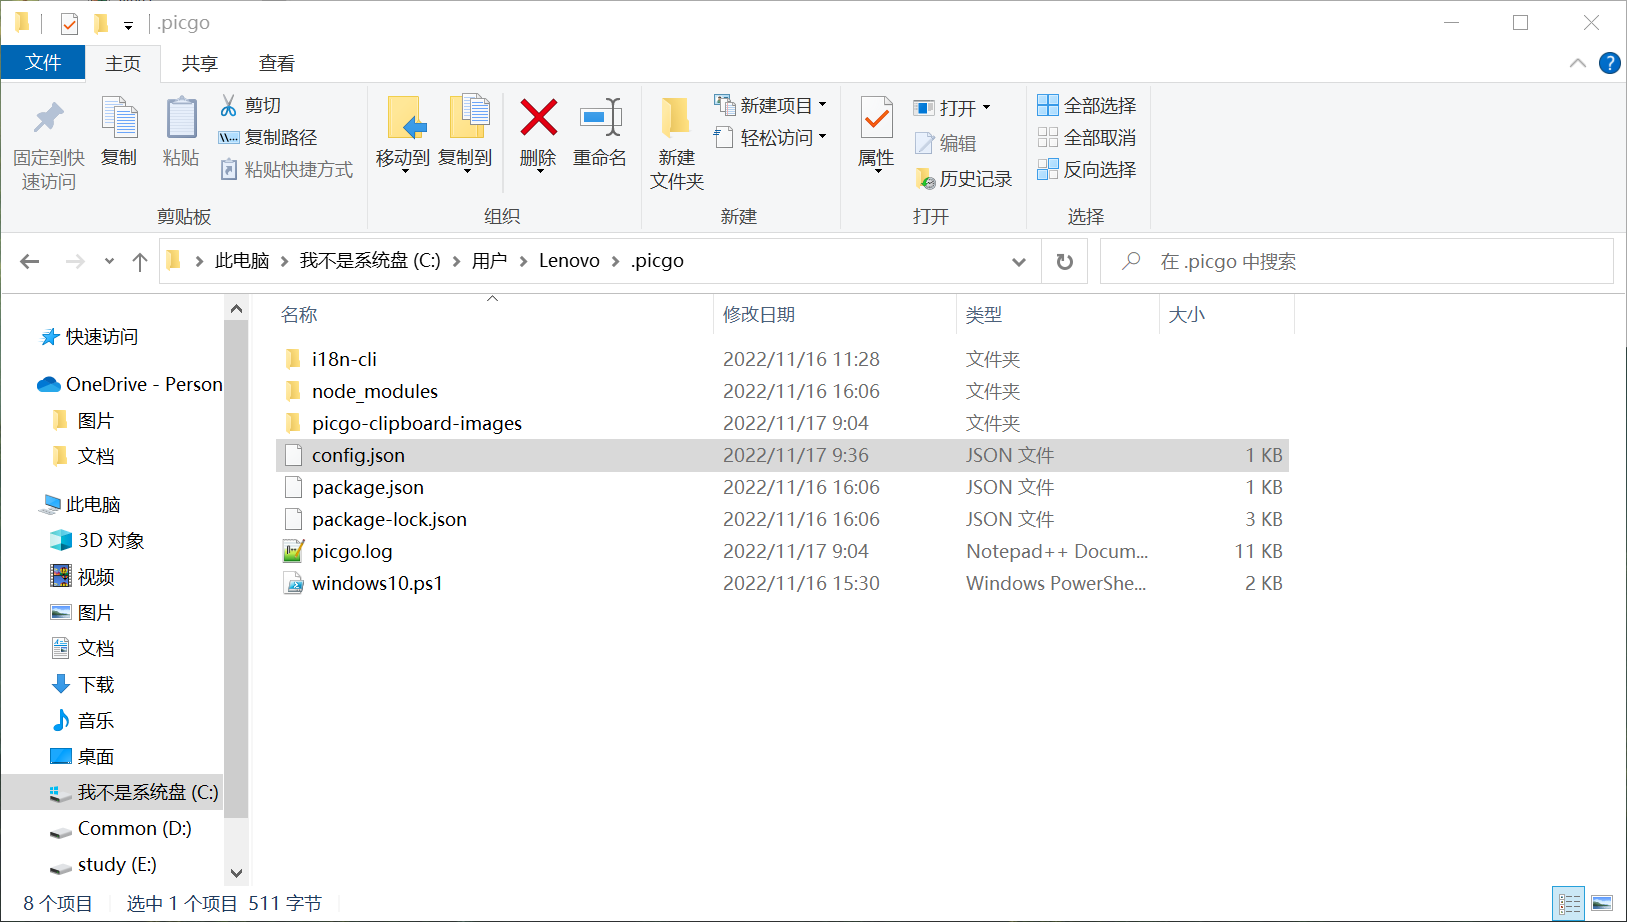 .picgo
文件 主页 共享 查看
固定到快
速访问
复制
粘贴
剪切
复制路径
粘贴快捷方式
剪贴板
移动到
复制到
删除
重命名
组织
新建
文件夹
新建项目
轻松访问
新建
属性
打开
编辑
历史记录
打开
全部选择
全部取消
反向选择
选择
此电脑 我不是系统盘 (C:) 用户 Lenovo .picgo
在 .picgo 中搜索
快速访问
OneDrive - Person
图片
文档
此电脑
3D 对象
视频
图片
文档
下载
音乐
桌面
我不是系统盘 (C:)
Common (D:)
study (E:)
名称 修改日期 类型 大小
i18n-cli 2022/11/16 11:28 文件夹
node_modules 2022/11/16 16:06 文件夹
picgo-clipboard-images 2022/11/17 9:04 文件夹
config.json 2022/11/17 9:36 JSON 文件 1 KB
package.json 2022/11/16 16:06 JSON 文件 1 KB
package-lock.json 2022/11/16 16:06 JSON 文件 3 KB
picgo.log 2022/11/17 9:04 Notepad++ Docum... 11 KB
windows10.ps1 2022/11/16 15:30 Windows PowerShe... 2 KB
8 个项目 选中 1 个项目 511 字节